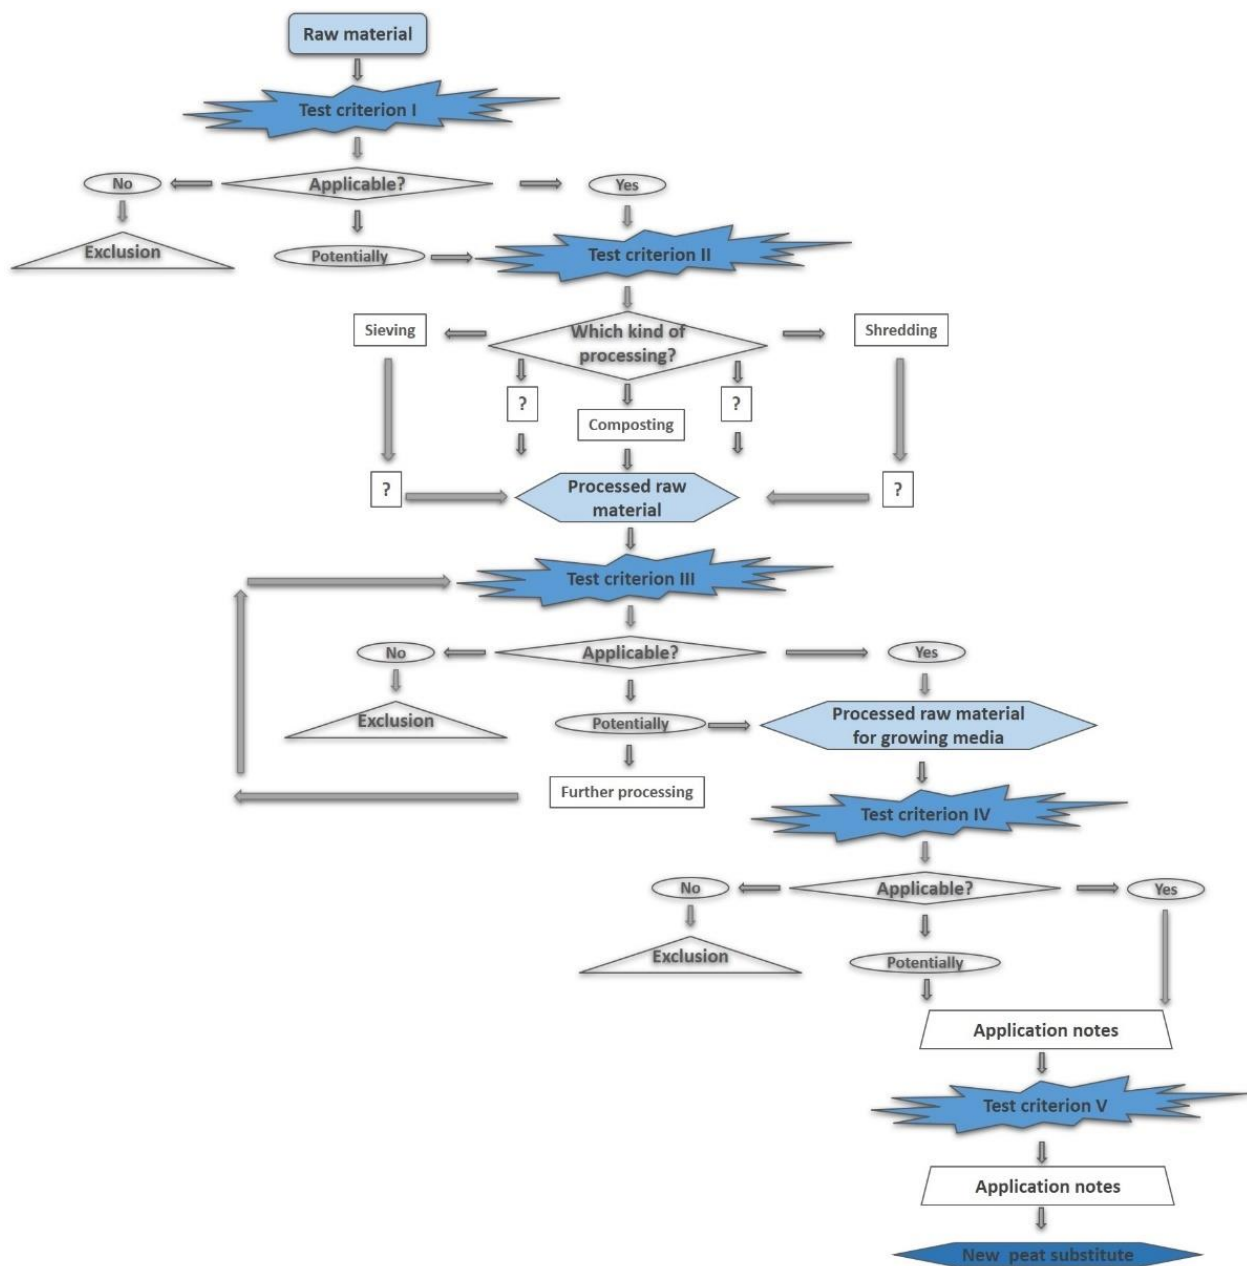 Raw material
Test criterion I
No
Applicable?
Yes
Exclusion
Potentially
Test criterion II
Sieving
Which kind of
processing?
Shredding
?
?
Composting
?
Processed raw
material
?
Test criterion III
No
Applicable?
Yes
Exclusion
Potentially
Processed raw material
for growing media
Further processing
Test criterion IV
No
Applicable?
Yes
Exclusion
Potentially
Application notes
Test criterion V
Application notes
New peat substitute